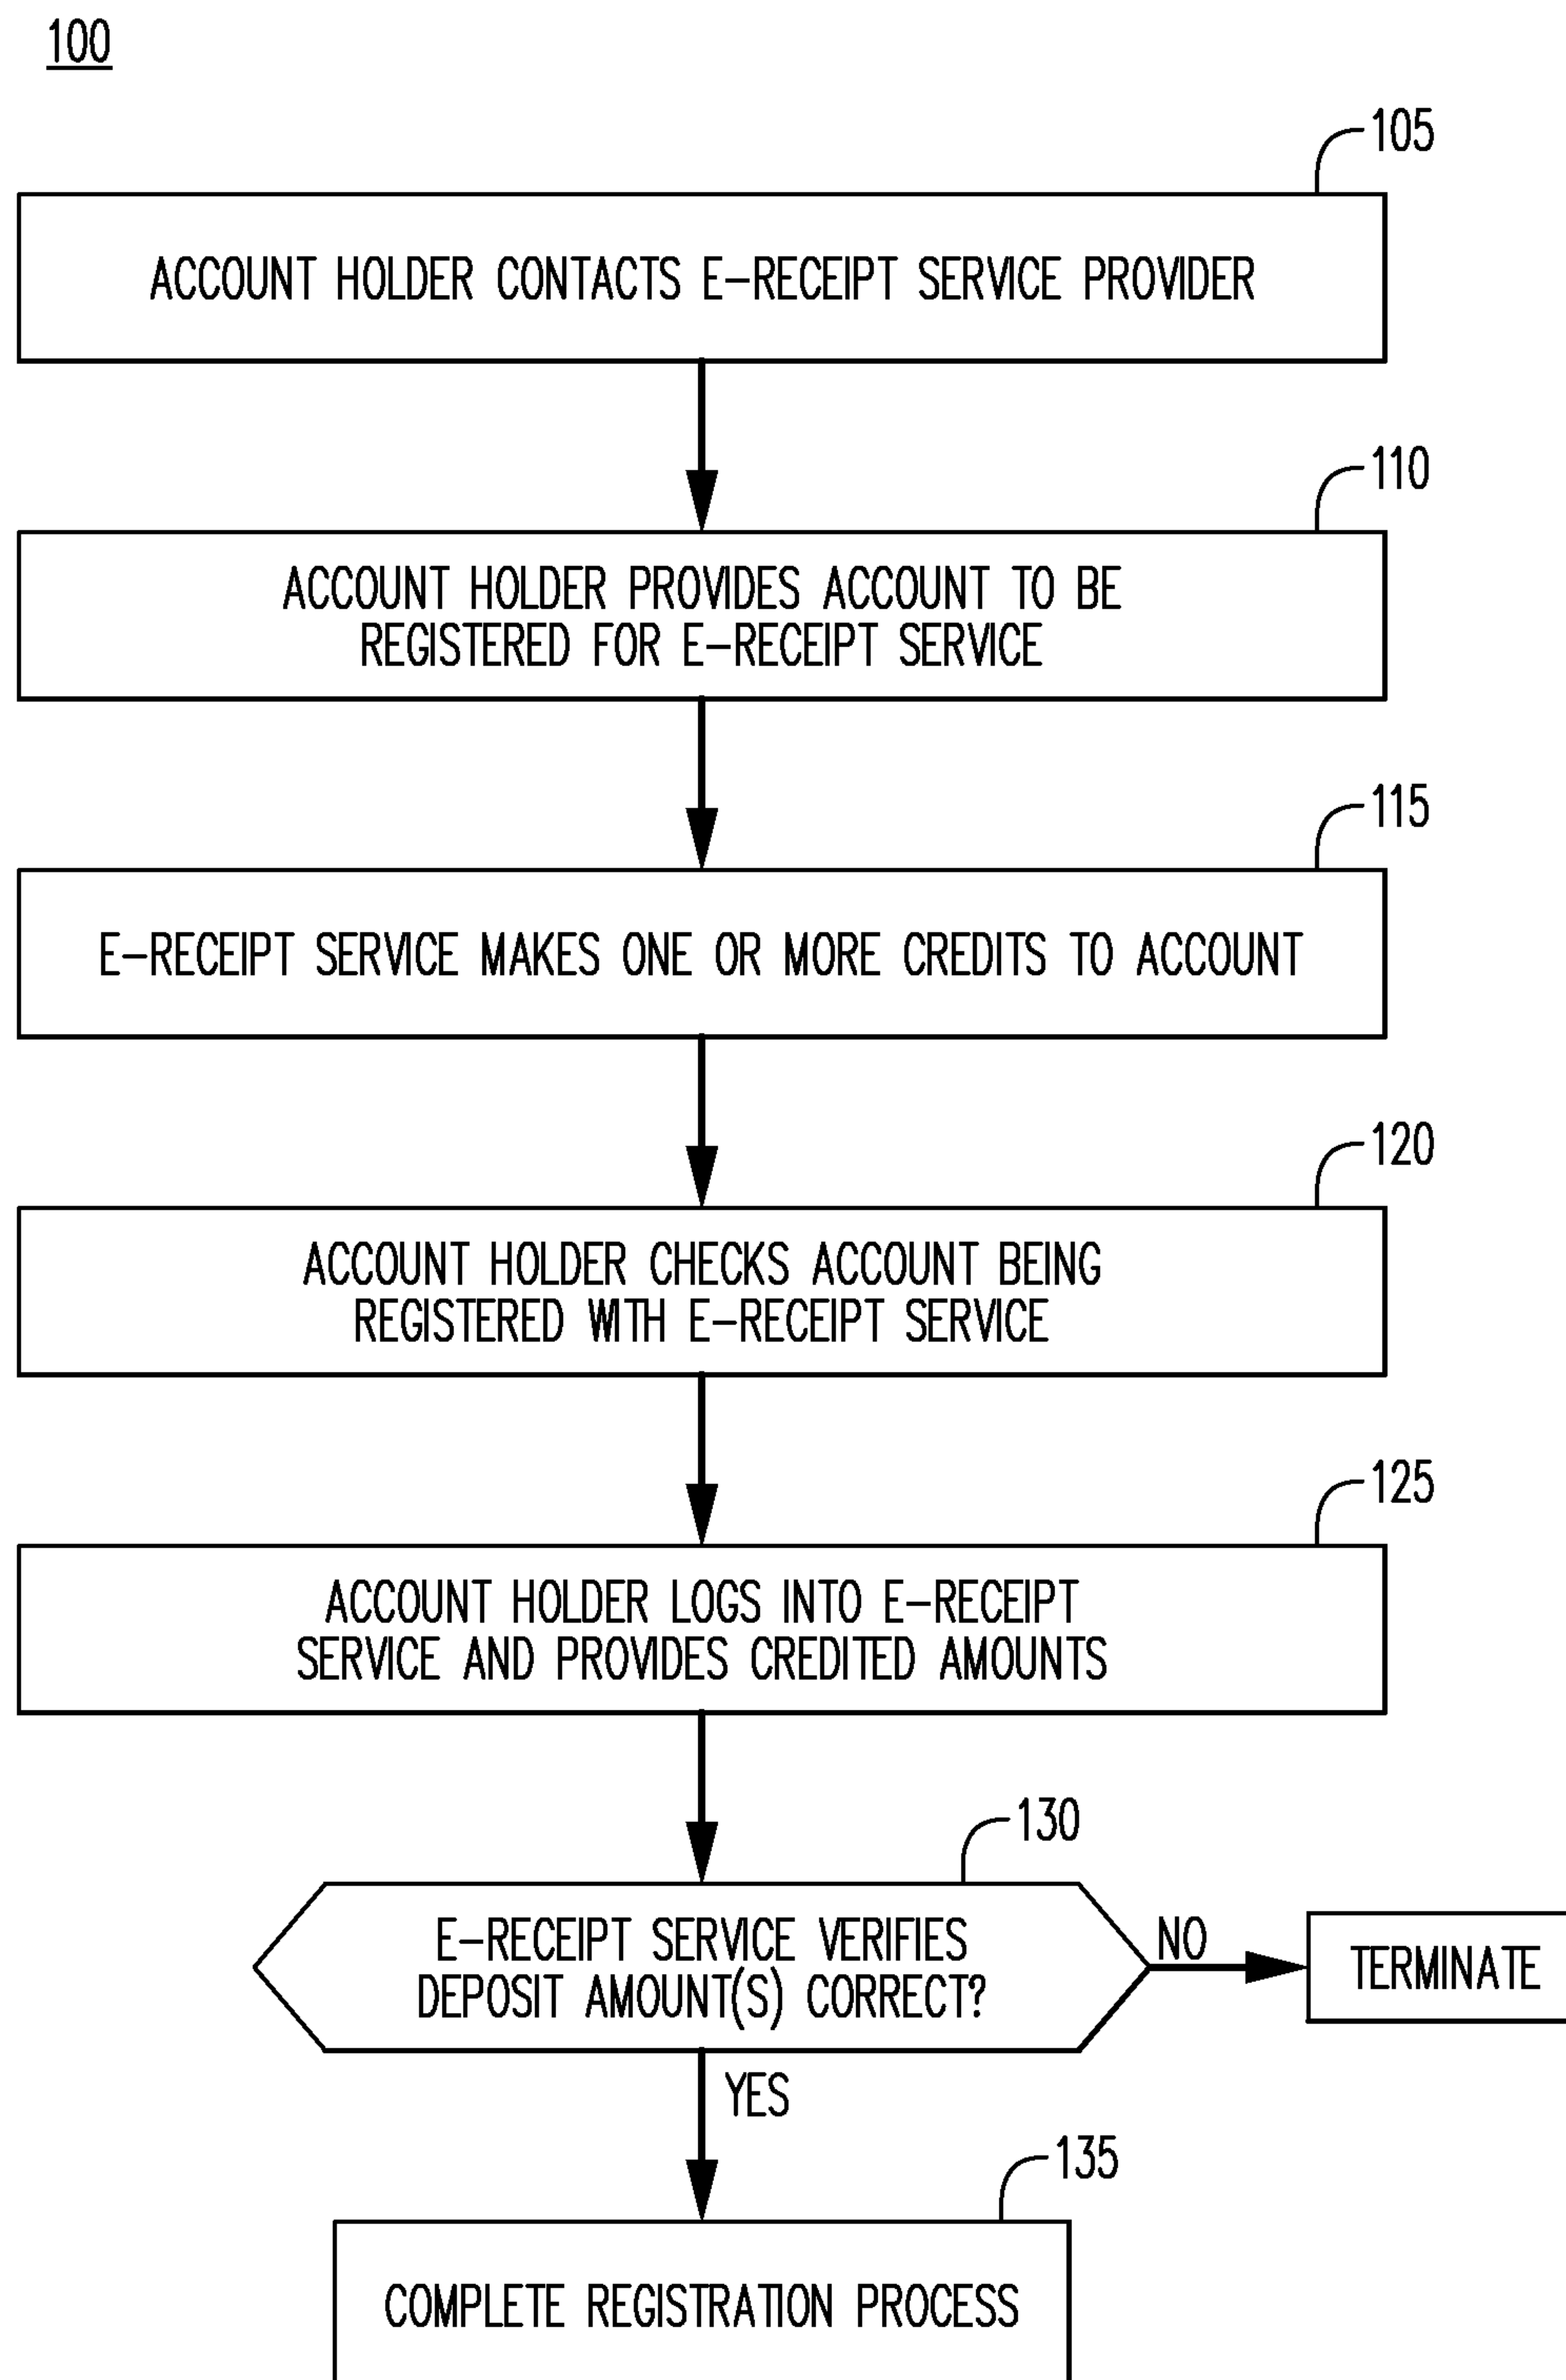 100
105
ACCOUNT HOLDER CONTACTS E-RECEIPT SERVICE PROVIDER
110
ACCOUNT HOLDER PROVIDES ACCOUNT TO BE
REGISTERED FOR E-RECEIPT SERVICE
115
E-RECEIPT SERVICE MAKES ONE OR MORE CREDITS TO ACCOUNT
120
ACCOUNT HOLDER CHECKS ACCOUNT BEING
REGISTERED WITH E-RECEIPT SERVICE
125
ACCOUNT HOLDER LOGS INTO E-RECEIPT
SERVICE AND PROVIDES CREDITED AMOUNTS
130
E-RECEIPT SERVICE VERIFIES
DEPOSIT AMOUNT(S) CORRECT?
NO
TERMINATE
YES
135
COMPLETE REGISTRATION PROCESS